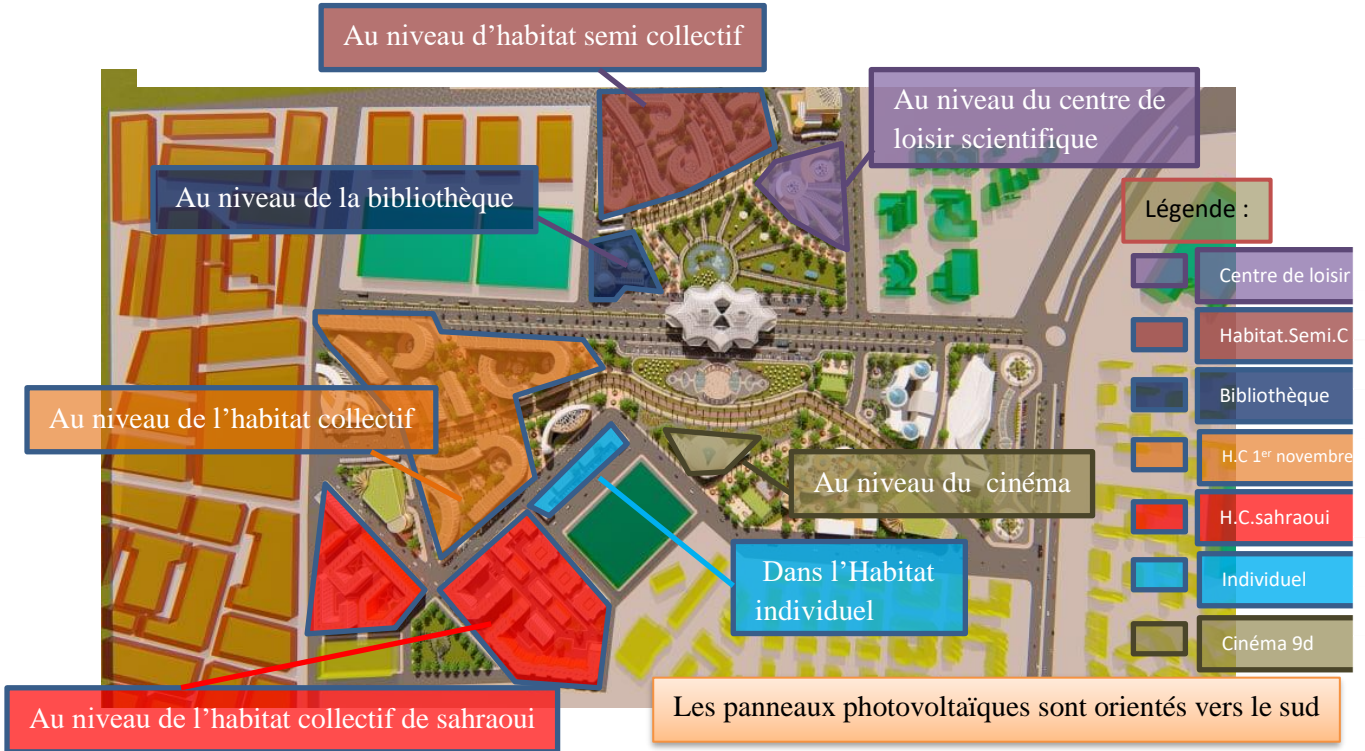 Au niveau d'habitat semi collectif
Au niveau du centre de
loisir scientifique
Au niveau de la bibliothèque
Légende :
Centre de loisir
Habitat.Semi.C
Bibliothèque
Au niveau de l'habitat collectif
H.C 1er novembre
Au niveau du cinéma
H.C.sahraoui
Dans l'Habitat
individuel
Individuel
Cinéma 9d
Au niveau de l'habitat collectif de sahraoui
Les panneaux photovoltaïques sont orientés vers le sud